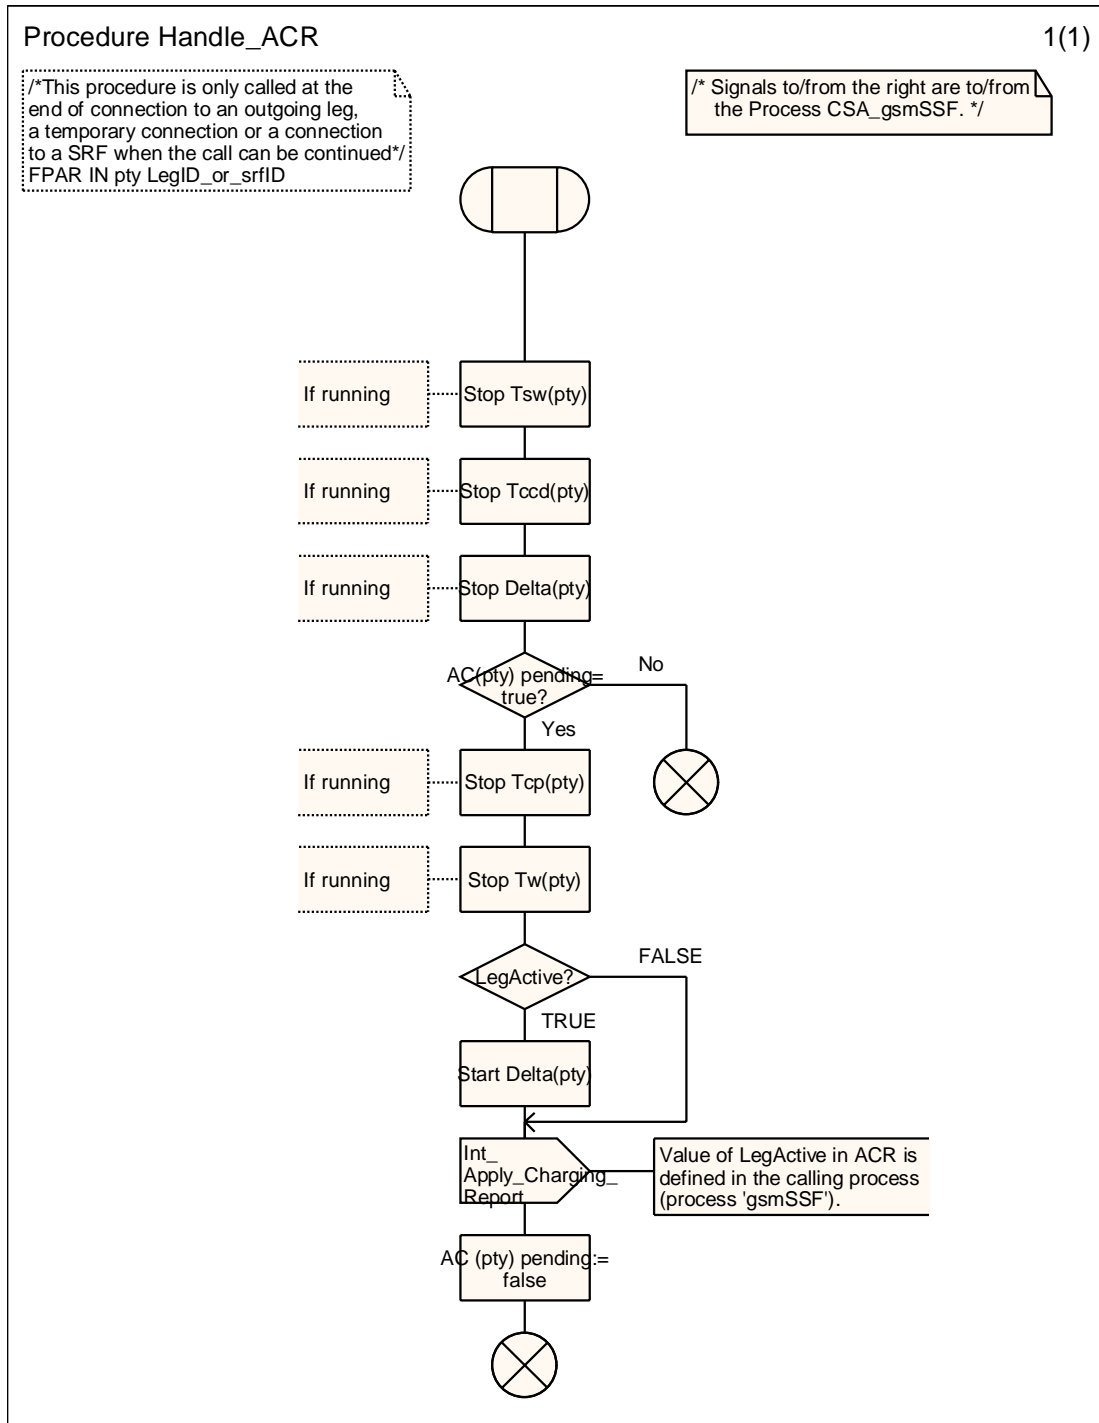 Procedure Handle_ACR
1(1)
/*This procedure is only called at the
end of connection to an outgoing leg,
a temporary connection or a connection
to a SRF when the call can be continued*/
FPAR IN pty LegID_or_srfID
/* Signals to/from the right are to/from
the Process CSA_gsmSSF. */
If running
Stop Tsw(pty)
If running
Stop Tccd(pty)
If running
Stop Delta(pty)
AC(pty) pending=
true?
No
Yes
If running
Stop Tcp(pty)
If running
Stop Tw(pty)
LegActive?
FALSE
TRUE
Start Delta(pty)
Int_
Apply_Charging_
Report
Value of LegActive in ACR is
defined in the calling process
(process 'gsmSSF').
AC (pty) pending:=
false